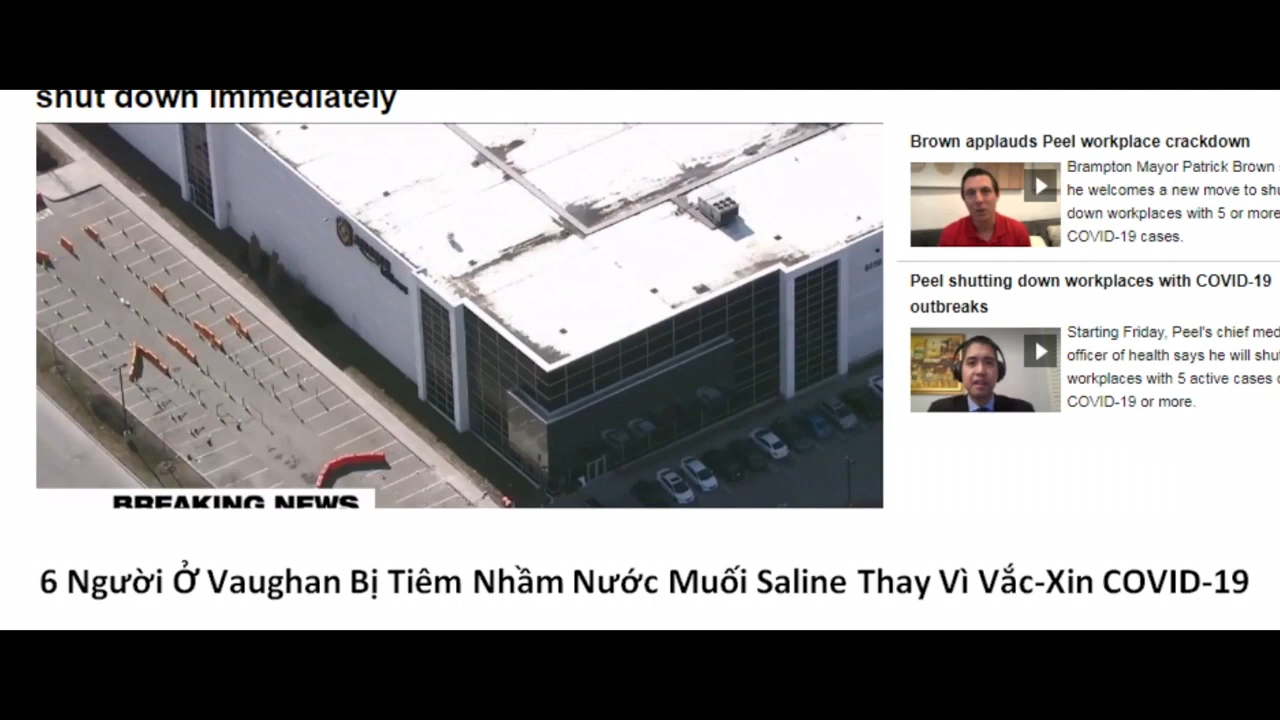 shut down immediately
BREAKING NEWS
Brown applauds Peel workplace crackdown
Brampton Mayor Patrick Brown
he welcomes a new move to shu
down workplaces with 5 or more
COVID-19 cases.
Peel shutting down workplaces with COVID-19
outbreaks
Starting Friday, Peel's chief med
officer of health says he will shu
workplaces with 5 active cases
COVID-19 or more.
6 Người Ở Vaughan Bị Tiêm Nhầm Nước Muối Saline Thay Vì Vắc-Xin COVID-19